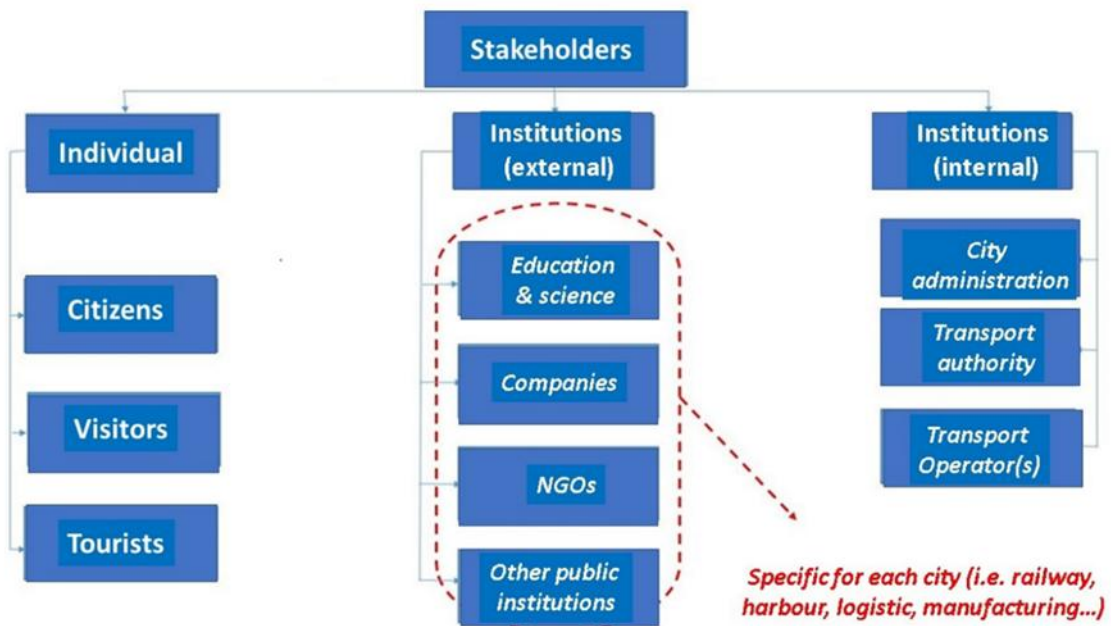 Stakeholders
Individual
Institutions
(external)
Institutions
(internal)
Citizens
Visitors
Tourists
Education
& science
Companies
NGOs
Other public
institutions
City
administration
Transport
authority
Transport
Operator(s)
Specific for each city (i.e. railway,
harbour, logistic, manufacturing...)